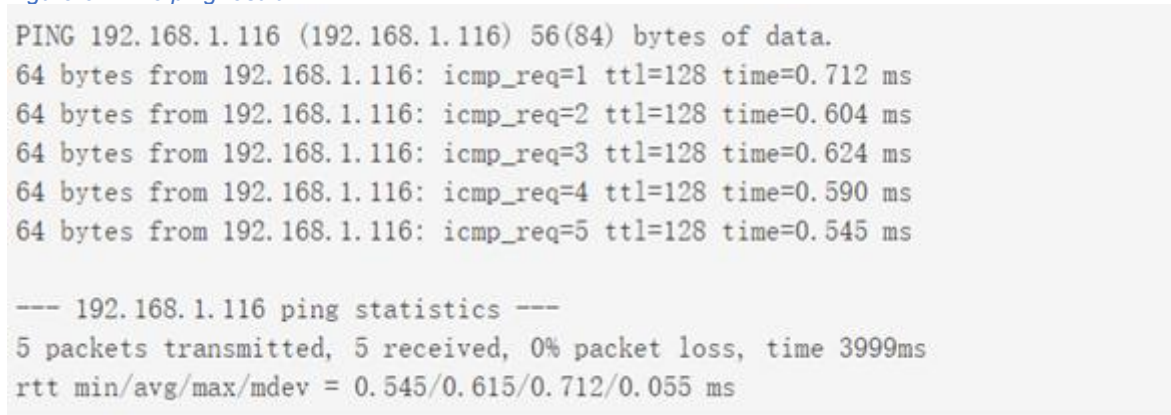 PING 192.168.1.116 (192.168.1.116) 56(84) bytes of data.
64 bytes from 192.168.1.116: icmp_req=1 ttl=128 time=0.712 ms
64 bytes from 192.168.1.116: icmp_req=2 ttl=128 time=0.604 ms
64 bytes from 192.168.1.116: icmp_req=3 ttl=128 time=0.624 ms
64 bytes from 192.168.1.116: icmp_req=4 ttl=128 time=0.590 ms
64 bytes from 192.168.1.116: icmp_req=5 ttl=128 time=0.545 ms
--- 192.168.1.116 ping statistics ---
5 packets transmitted, 5 received, 0% packet loss, time 3999ms
rtt min/avg/max/mdev = 0.545/0.615/0.712/0.055 ms